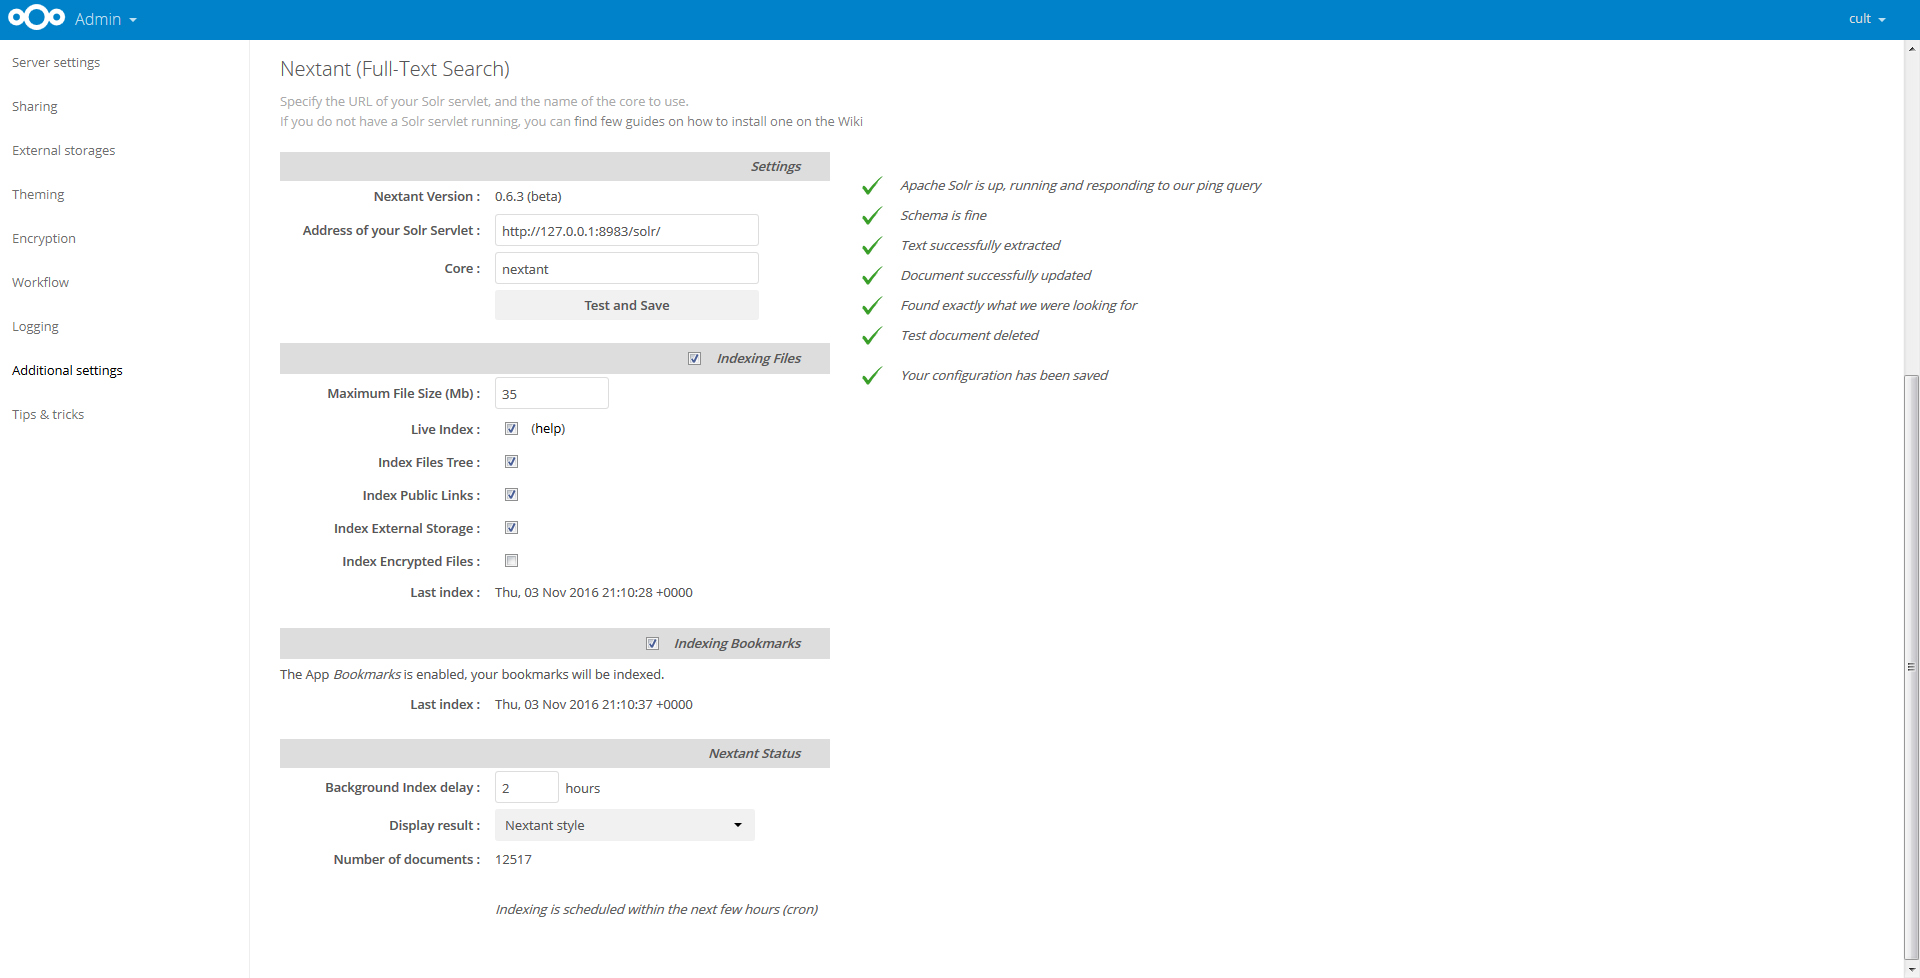 Admin
cult
Server settings
Sharing
External storages
Theming
Encryption
Workflow
Logging
Additional settings
Tips & tricks
Nextant (Full-Text Search)
Specify the URL of your Solr servlet, and the name of the core to use.
If you do not have a Solr servlet running, you can find few guides on how to install one on the Wiki
Settings
Nextant Version : 0.6.3 (beta)
Address of your Solr Servlet : http://127.0.0.1:8983/solr/
Core : nextant
Test and Save
Indexing Files
Maximum File Size (Mb) : 35
Live Index : (help)
Index Files Tree :
Index Public Links :
Index External Storage :
Index Encrypted Files :
Last index : Thu, 03 Nov 2016 21:10:28 +0000
Indexing Bookmarks
The App Bookmarks is enabled, your bookmarks will be indexed.
Last index : Thu, 03 Nov 2016 21:10:37 +0000
Nextant Status
Background Index delay : 2 hours
Display result : Nextant style
Number of documents : 12517
Indexing is scheduled within the next few hours (cron)
Apache Solr is up, running and responding to our ping query
Schema is fine
Text successfully extracted
Document successfully updated
Found exactly what we were looking for
Test document deleted
Your configuration has been saved